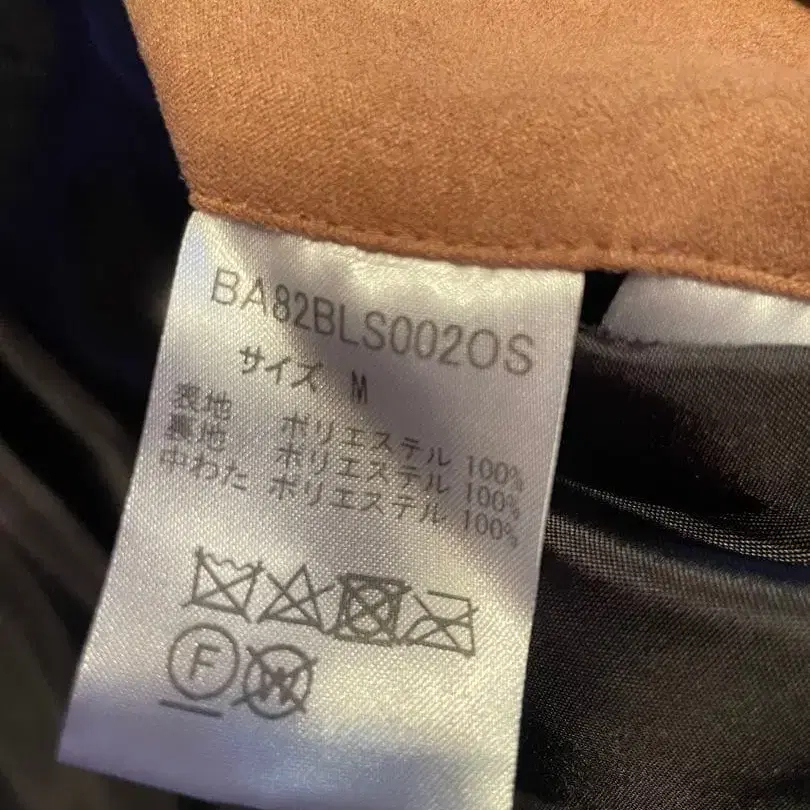 BA82BLS002OS
サイズ M
表地 ポリエステル 100%
裏地 ポリエステル 100%
中わた ポリエステル 100%
F
W